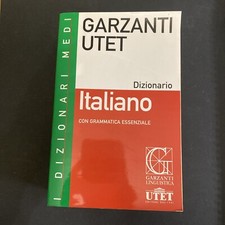 I DIZIONARI MEDI
GARZANTI
UTET
Dizionario
Italiano
CON GRAMMATICA ESSENZIALE
GARZANTI
LINGUISTICA
UTET